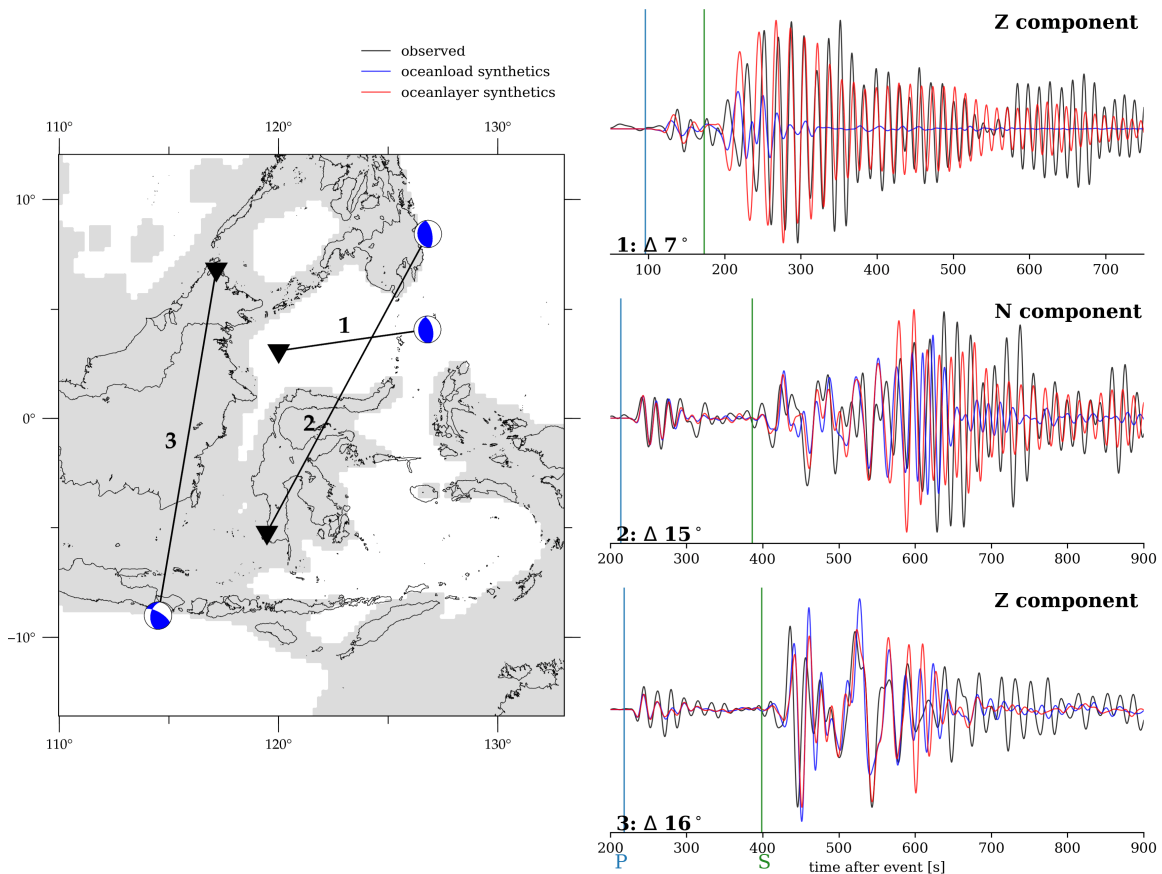 observed
oceanload synthetics
oceanlayer synthetics
110° 120° 130°
10°
0°
−10°
110° 120° 130°
1
2
3
Z component
1: Δ 7°
100 200 300 400 500 600 700
N component
2: Δ 15°
200 300 400 500 600 700 800 900
Z component
3: Δ 16°
200 300 400 500 600 700 800 900
P S time after event [s]